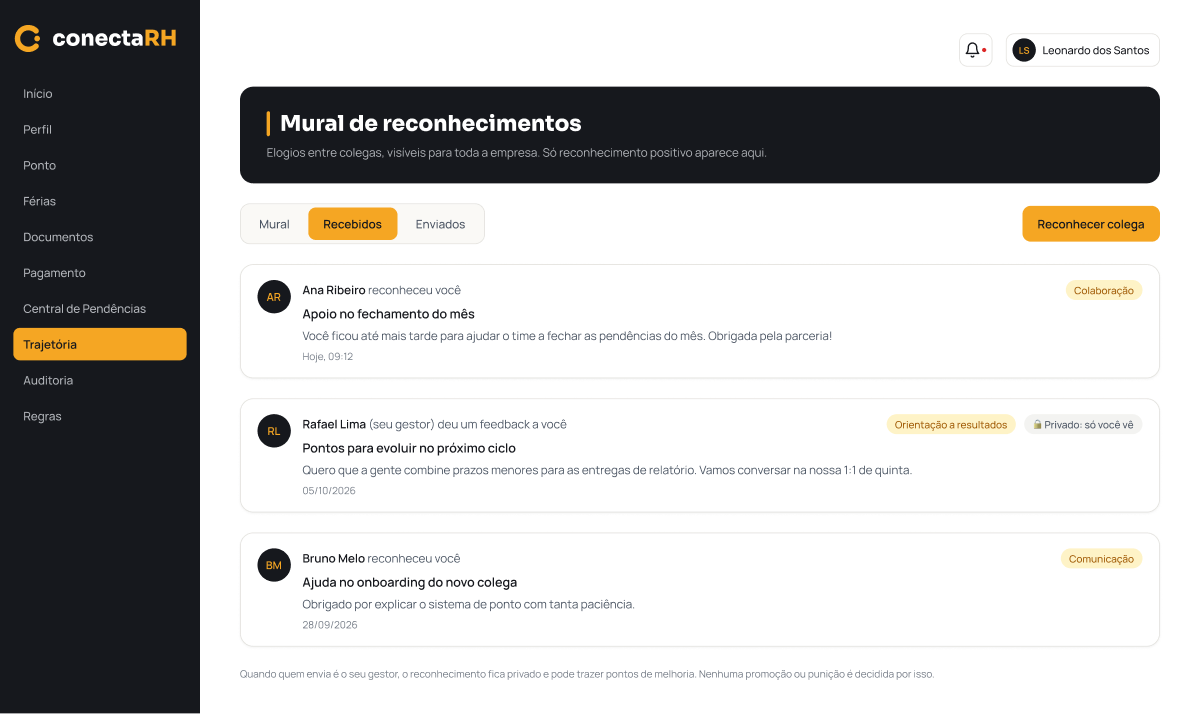 conectaRH
Início
Perfil
Ponto
Férias
Documentos
Pagamento
Central de Pendências
Trajetória
Auditoria
Regras
LS Leonardo dos Santos
Mural de reconhecimentos
Elogios entre colegas, visíveis para toda a empresa. Só reconhecimento positivo aparece aqui.
Mural Recebidos Enviados
Reconhecer colega
AR
Ana Ribeiro reconheceu você
Colaboração
Apoio no fechamento do mês
Você ficou até mais tarde para ajudar o time a fechar as pendências do mês. Obrigada pela parceria!
Hoje, 09:12
RL
Rafael Lima (seu gestor) deu um feedback a você
Orientação a resultados
🔒 Privado: só você vê
Pontos para evoluir no próximo ciclo
Quero que a gente combine prazos menores para as entregas de relatório. Vamos conversar na nossa 1:1 de quinta.
05/10/2026
BM
Bruno Melo reconheceu você
Comunicação
Ajuda no onboarding do novo colega
Obrigado por explicar o sistema de ponto com tanta paciência.
28/09/2026
Quando quem envia é o seu gestor, o reconhecimento fica privado e pode trazer pontos de melhoria. Nenhuma promoção ou punição é decidida por isso.